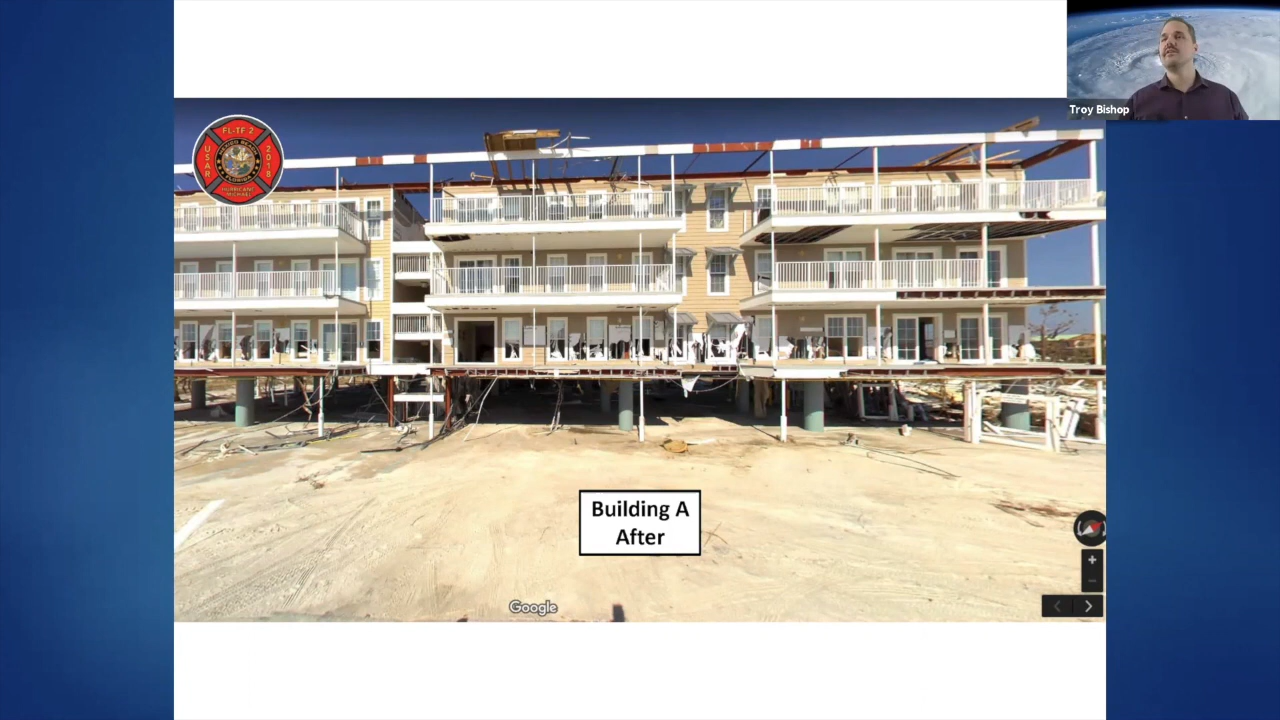 Troy Bishop
FL-TF 2
USAR
2018
HURRICANE
MICHAEL
Building A
After
Google